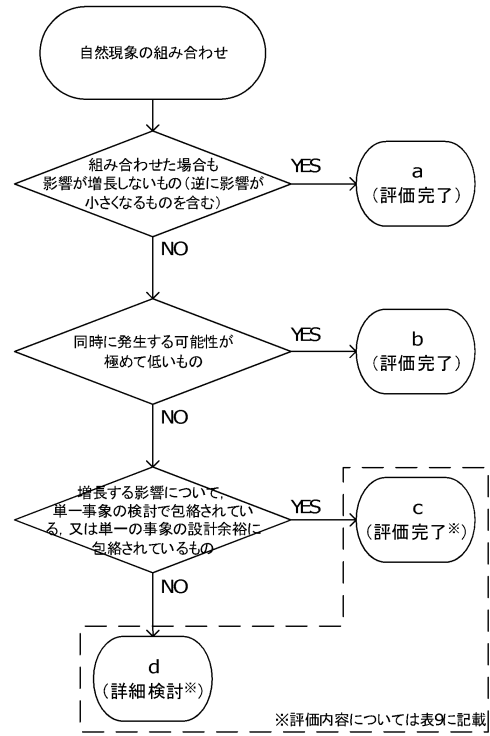 自然現象の組み合わせ
組み合わせた場合も
影響が増長しないもの（逆に影響が
小さくなるものを含む）
YES
a
（評価完了）
NO
同時に発生する可能性が
極めて低いもの
YES
b
（評価完了）
NO
増長する影響について，
単一事象の検討で包絡されてい
る，又は単一の事象の設計余裕に
包絡されているもの
YES
c
（評価完了※）
NO
d
（詳細検討※）
※評価内容については表9に記載